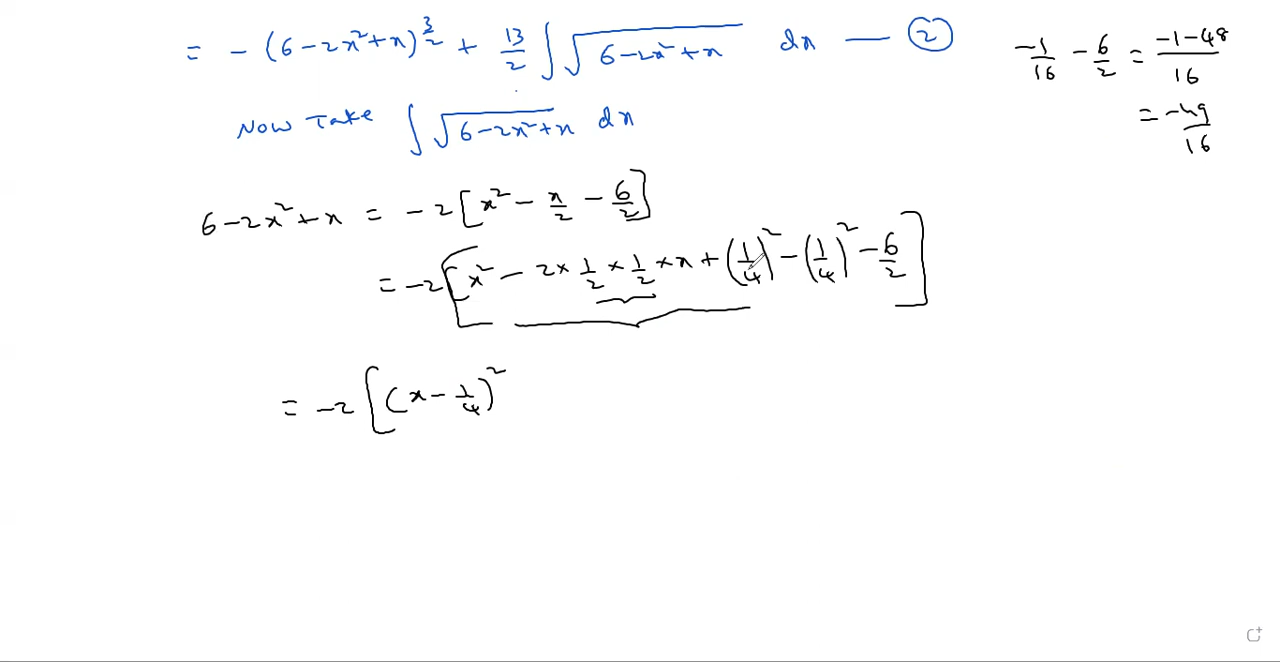 = - (6-2x²+x)^3/2 + 13/2 ∫√6-2x²+x dx — ②
Now Take ∫√6-2x²+x dx
6-2x²+x = -2[x² - x/2 - 6/2]
= -2[x² - 2×1/2×1/2×x + (1/4)² - (1/4)² - 6/2]
= -2[(x - 1/4)²
-1/16 - 6/2 = -1-48/16
= -49/16